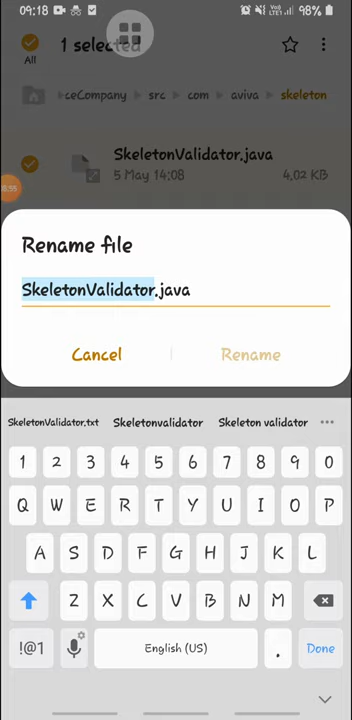 09:18 98%
1 selected
All
ceCompany > src > com > aviva > skeleton
SkeletonValidator.java
5 May 14:08 4.02 KB
00:55
Rename file
SkeletonValidator.java
Cancel Rename
SkeletonValidator.txt Skeletonvalidator Skeleton validator
1 2 3 4 5 6 7 8 9 0
Q W E R T Y U I O P
A S D F G H J K L
Z X C V B N M
!@1 English (US) . Done